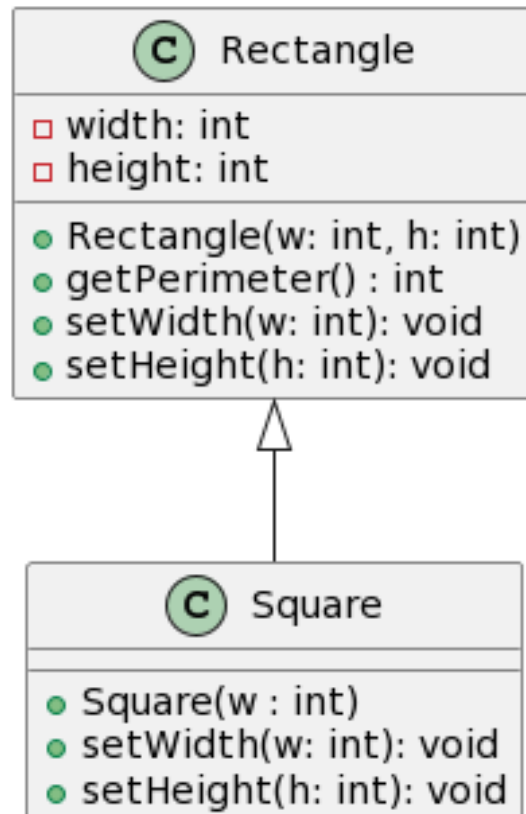 C Rectangle
width: int
height: int
Rectangle(w: int, h: int)
getPerimeter() : int
setWidth(w: int): void
setHeight(h: int): void
C Square
Square(w : int)
setWidth(w: int): void
setHeight(h: int): void